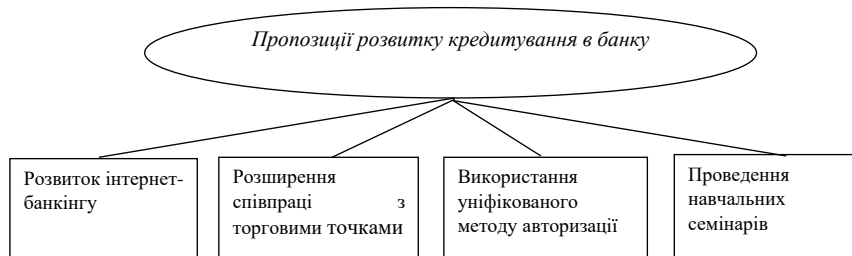 Пропозиції розвитку кредитування в банку
Розвиток інтернет-
банкінгу
Розширення
співпраці з
торговими точками
Використання
уніфікованого
методу авторизації
Проведення
навчальних
семінарів